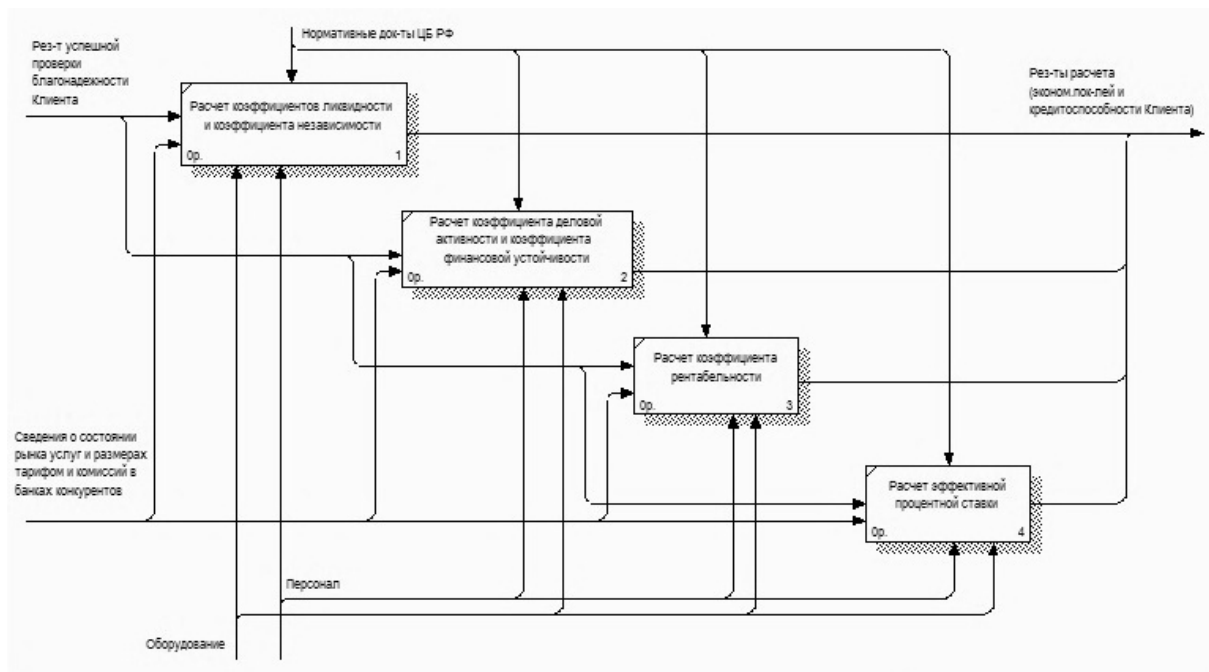 Нормативные док-ты ЦБ РФ
Рез-т успешной
проверки
благонадежности
Клиента
Рез-ты расчета
(эконом.пок-лей и
кредитоспособности Клиента)
Расчет коэффициентов ликвидности
и коэффициента независимости
0р. 1
Расчет коэффициента деловой
активности и коэффициента
финансовой устойчивости
0р. 2
Расчет коэффициента
рентабельности
0р. 3
Сведения о состоянии
рынка услуг и размерах
тарифом и комиссий в
банках конкурентов
Расчет эффективной
процентной ставки
0р. 4
Персонал
Оборудование